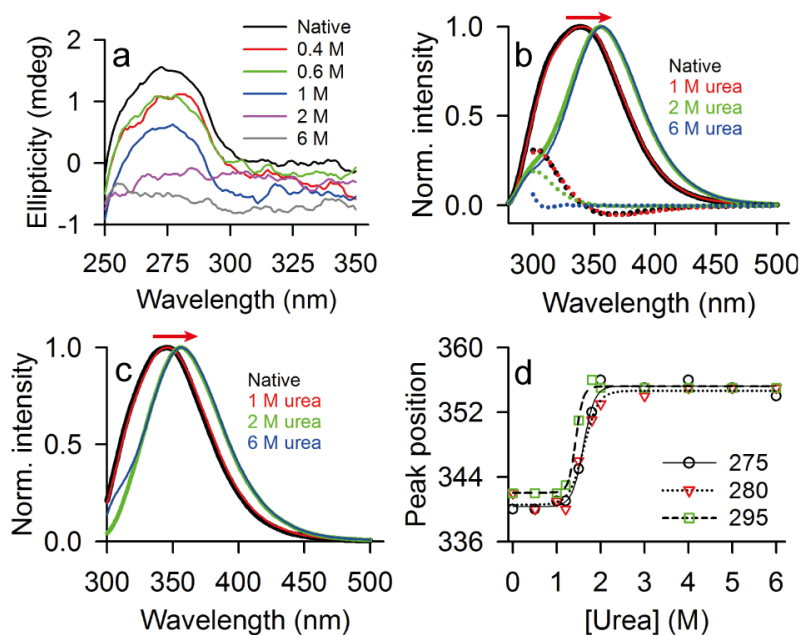 a
Native
0.4 M
0.6 M
1 M
2 M
6 M
Ellipticity (mdeg)
2
1
0
-1
250 275 300 325 350
Wavelength (nm)
b
Native
1 M urea
2 M urea
6 M urea
Norm. intensity
1.0
0.5
0.0
300 350 400 450 500
Wavelength (nm)
c
Native
1 M urea
2 M urea
6 M urea
Norm. intensity
1.0
0.5
0.0
300 350 400 450 500
Wavelength (nm)
d
275
280
295
Peak position
360
352
344
336
0 1 2 3 4 5 6
[Urea] (M)